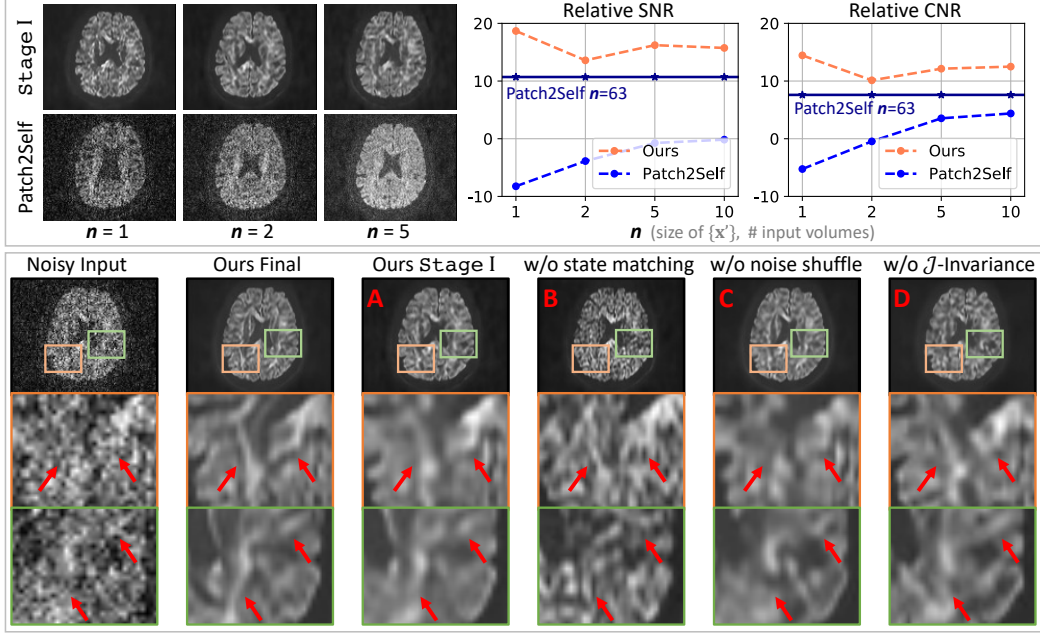 Stage I
Patch2Self
n = 1
n = 2
n = 5
Relative SNR
20
10
0
-10
Patch2Self n=63
Ours
Patch2Self
1
2
5
10
Relative CNR
20
10
0
-10
Patch2Self n=63
Ours
Patch2Self
1
2
5
10
n (size of {x'}, # input volumes)
Noisy Input
Ours Final
Ours Stage I
w/o state matching
w/o noise shuffle
w/o 𝒥-Invariance
A
B
C
D